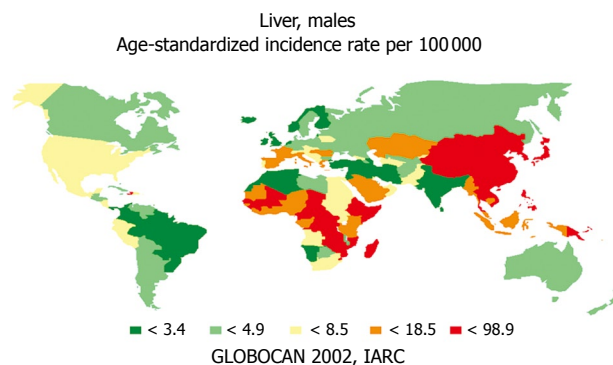 Liver, males
Age-standardized incidence rate per 100 000
< 3.4 < 4.9 < 8.5 < 18.5 < 98.9
GLOBOCAN 2002, IARC